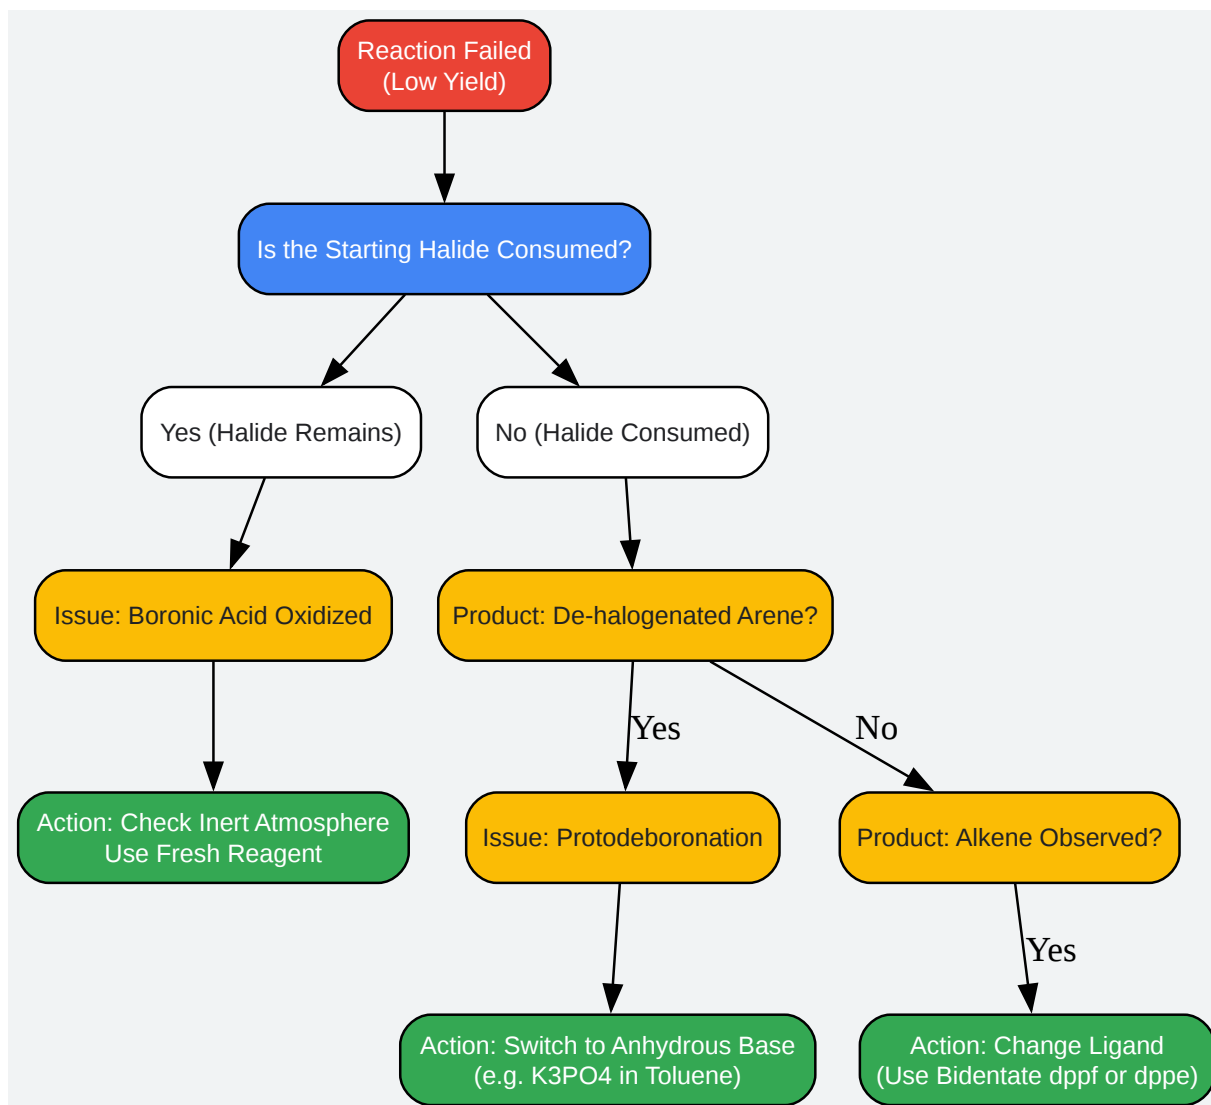 Reaction Failed
(Low Yield)
Is the Starting Halide Consumed?
Yes (Halide Remains)
No (Halide Consumed)
Issue: Boronic Acid Oxidized
Product: De-halogenated Arene?
Yes
No
Action: Check Inert Atmosphere
Use Fresh Reagent
Issue: Protodeboronation
Product: Alkene Observed?
Yes
Action: Switch to Anhydrous Base
(e.g. K3PO4 in Toluene)
Action: Change Ligand
(Use Bidentate dppf or dppe)